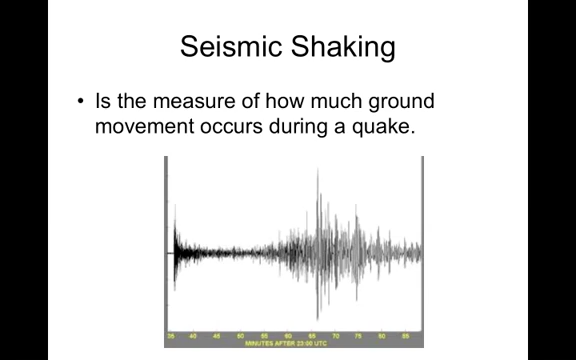 Seismic Shaking
• Is the measure of how much ground
movement occurs during a quake.
35 40 45 50 55 60 65 70 75 80 85
MINUTES AFTER 23:00 UTC